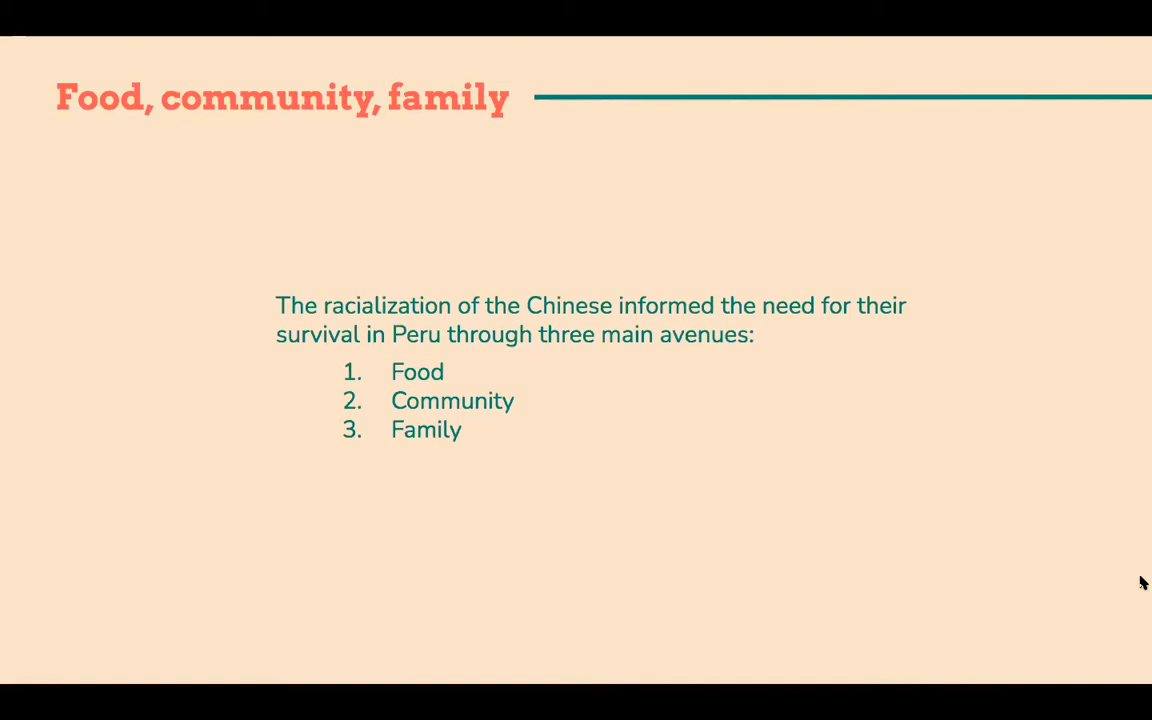 Food, community, family
The racialization of the Chinese informed the need for their
survival in Peru through three main avenues:
1. Food
2. Community
3. Family